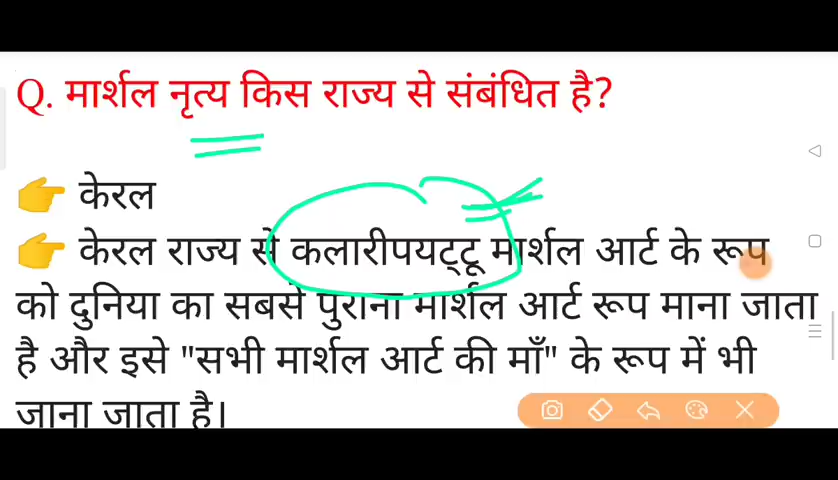 Q. मार्शल नृत्य किस राज्य से संबंधित है?
👉 केरल
👉 केरल राज्य से कलारीपयट्टू मार्शल आर्ट के रूप
को दुनिया का सबसे पुराना मार्शल आर्ट रूप माना जाता
है और इसे "सभी मार्शल आर्ट की माँ" के रूप में भी
जाना जाता है।